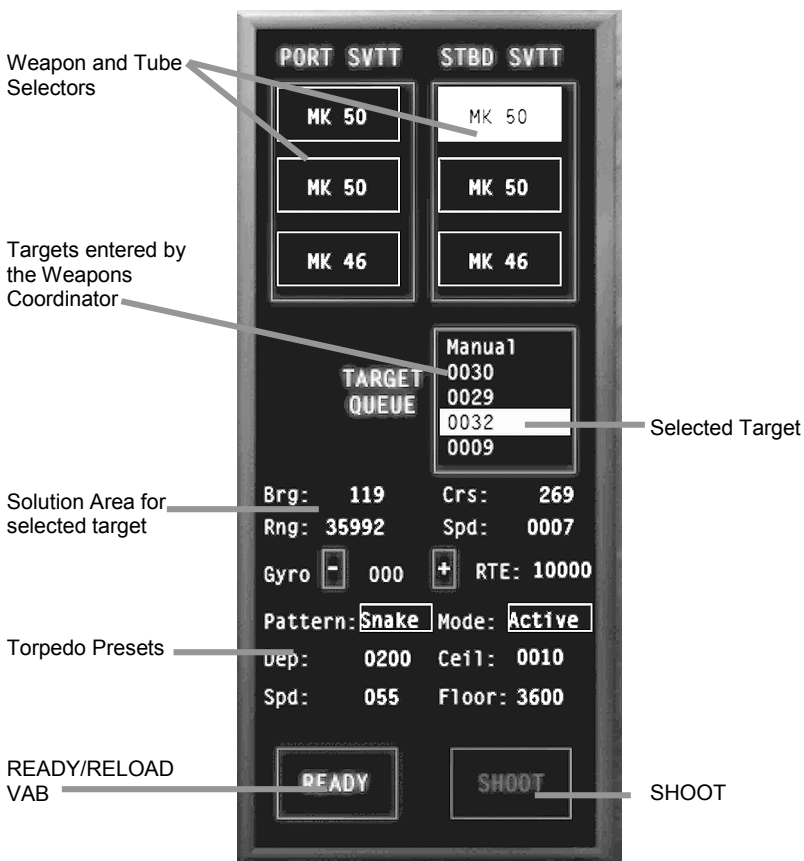 PORT SVTT STBD SVTT
Weapon and Tube
Selectors
MK 50 MK 50
MK 50 MK 50
MK 46 MK 46
Targets entered by
the Weapons
Coordinator
TARGET
QUEUE
Manual
0030
0029
0032
0009
Selected Target
Solution Area for
selected target
Brg: 119 Crs: 269
Rng: 35992 Spd: 0007
Gyro - 000 + RTE: 10000
Pattern: Snake Mode: Active
Torpedo Presets
Dep: 0200 Ceil: 0010
Spd: 055 Floor: 3600
READY/RELOAD
VAB
READY SHOOT
SHOOT